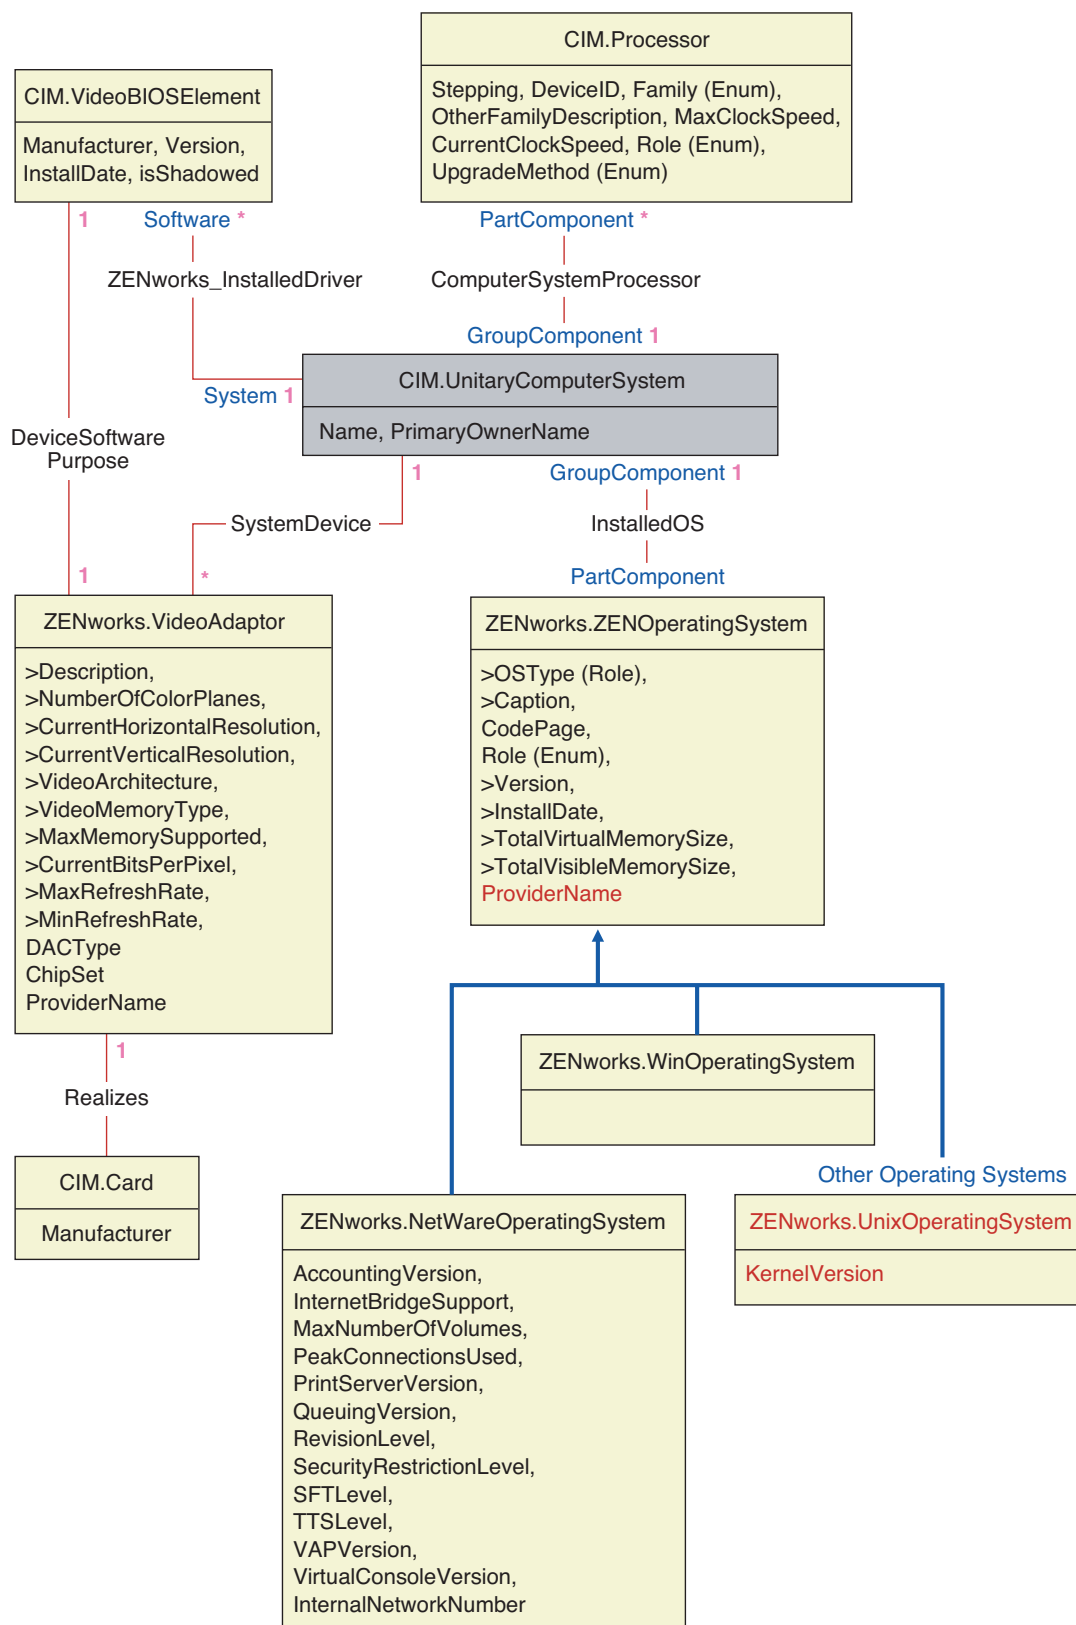 CIM.Processor
Stepping, DeviceID, Family (Enum),
OtherFamilyDescription, MaxClockSpeed,
CurrentClockSpeed, Role (Enum),
UpgradeMethod (Enum)
CIM.VideoBIOSElement
Manufacturer, Version,
InstallDate, isShadowed
1
Software *
PartComponent *
ZENworks_InstalledDriver
ComputerSystemProcessor
GroupComponent 1
CIM.UnitaryComputerSystem
System 1
Name, PrimaryOwnerName
DeviceSoftware
Purpose
1
GroupComponent 1
SystemDevice
InstalledOS
1
*
PartComponent
ZENworks.VideoAdaptor
>Description,
>NumberOfColorPlanes,
>CurrentHorizontalResolution,
>CurrentVerticalResolution,
>VideoArchitecture,
>VideoMemoryType,
>MaxMemorySupported,
>CurrentBitsPerPixel,
>MaxRefreshRate,
>MinRefreshRate,
DACType
ChipSet
ProviderName
ZENworks.ZENOperatingSystem
>OSType (Role),
>Caption,
CodePage,
Role (Enum),
>Version,
>InstallDate,
>TotalVirtualMemorySize,
>TotalVisibleMemorySize,
ProviderName
1
Realizes
CIM.Card
Manufacturer
ZENworks.WinOperatingSystem
Other Operating Systems
ZENworks.NetWareOperatingSystem
AccountingVersion,
InternetBridgeSupport,
MaxNumberOfVolumes,
PeakConnectionsUsed,
PrintServerVersion,
QueuingVersion,
RevisionLevel,
SecurityRestrictionLevel,
SFTLevel,
TTSLevel,
VAPVersion,
VirtualConsoleVersion,
InternalNetworkNumber
ZENworks.UnixOperatingSystem
KernelVersion